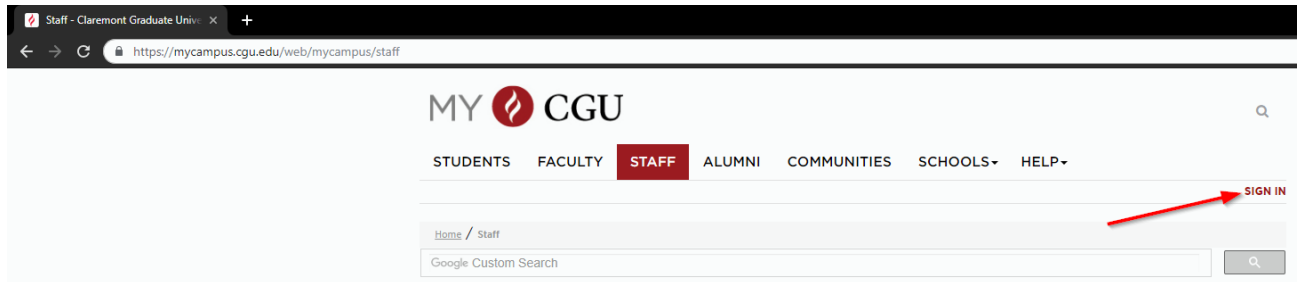 Staff - Claremont Graduate Unive
https://mycampus.cgu.edu/web/mycampus/staff
MY CGU
STUDENTS FACULTY STAFF ALUMNI COMMUNITIES SCHOOLS HELP
SIGN IN
Home / Staff
Google Custom Search